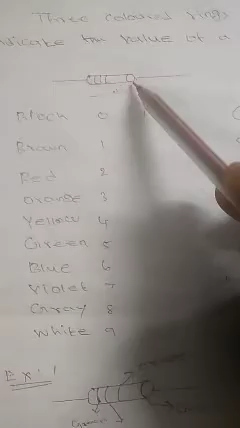 Three coloured rings
indicate the value of a
Black 0
Brown 1
Red 2
Orange 3
Yellow 4
Green 5
Blue 6
Violet 7
Gray 8
White 9
Ex: 1